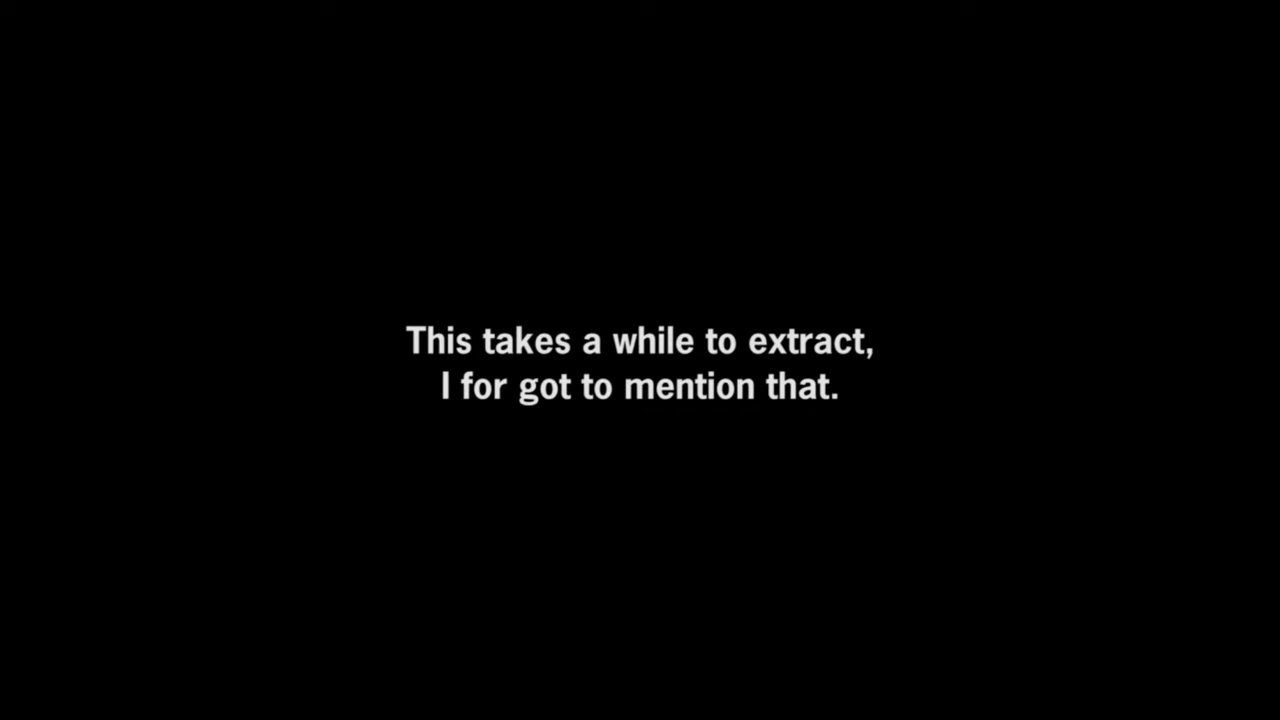 This takes a while to extract,
I for got to mention that.